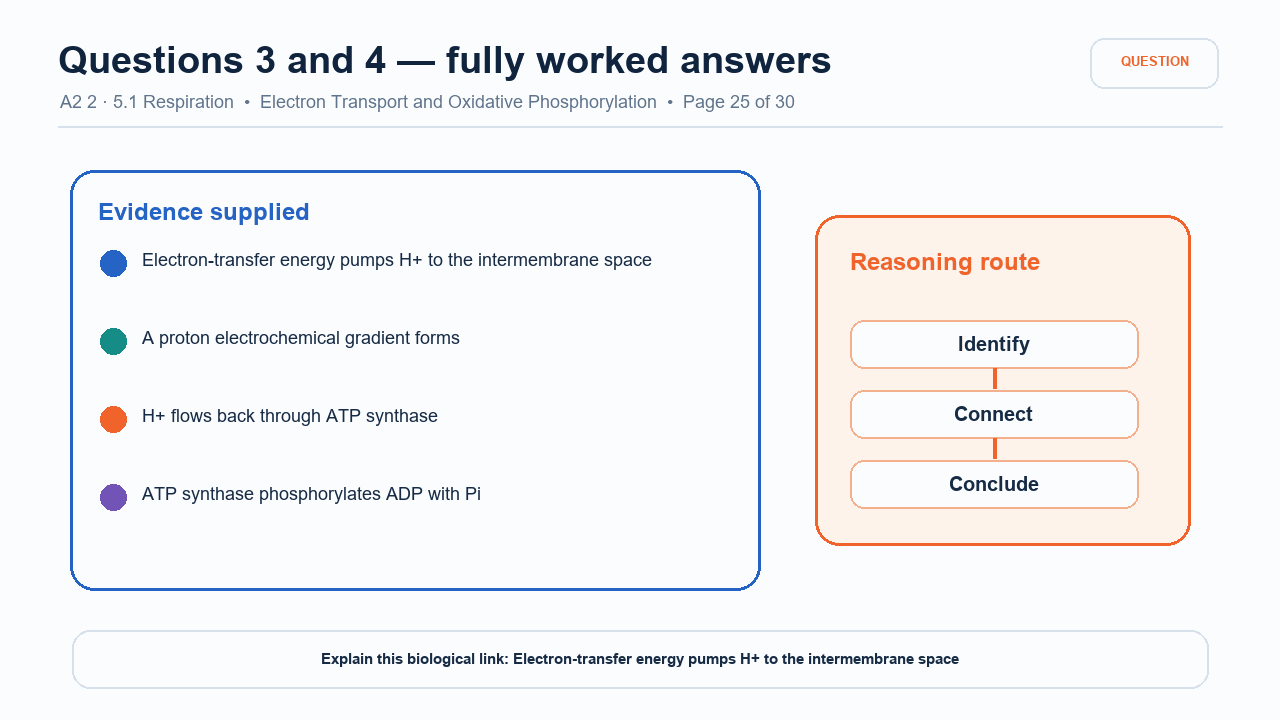 Questions 3 and 4 — fully worked answers
QUESTION
A2 2 · 5.1 Respiration • Electron Transport and Oxidative Phosphorylation • Page 25 of 30
Evidence supplied
Electron-transfer energy pumps H+ to the intermembrane space
A proton electrochemical gradient forms
H+ flows back through ATP synthase
ATP synthase phosphorylates ADP with Pi
Reasoning route
Identify
Connect
Conclude
Explain this biological link: Electron-transfer energy pumps H+ to the intermembrane space